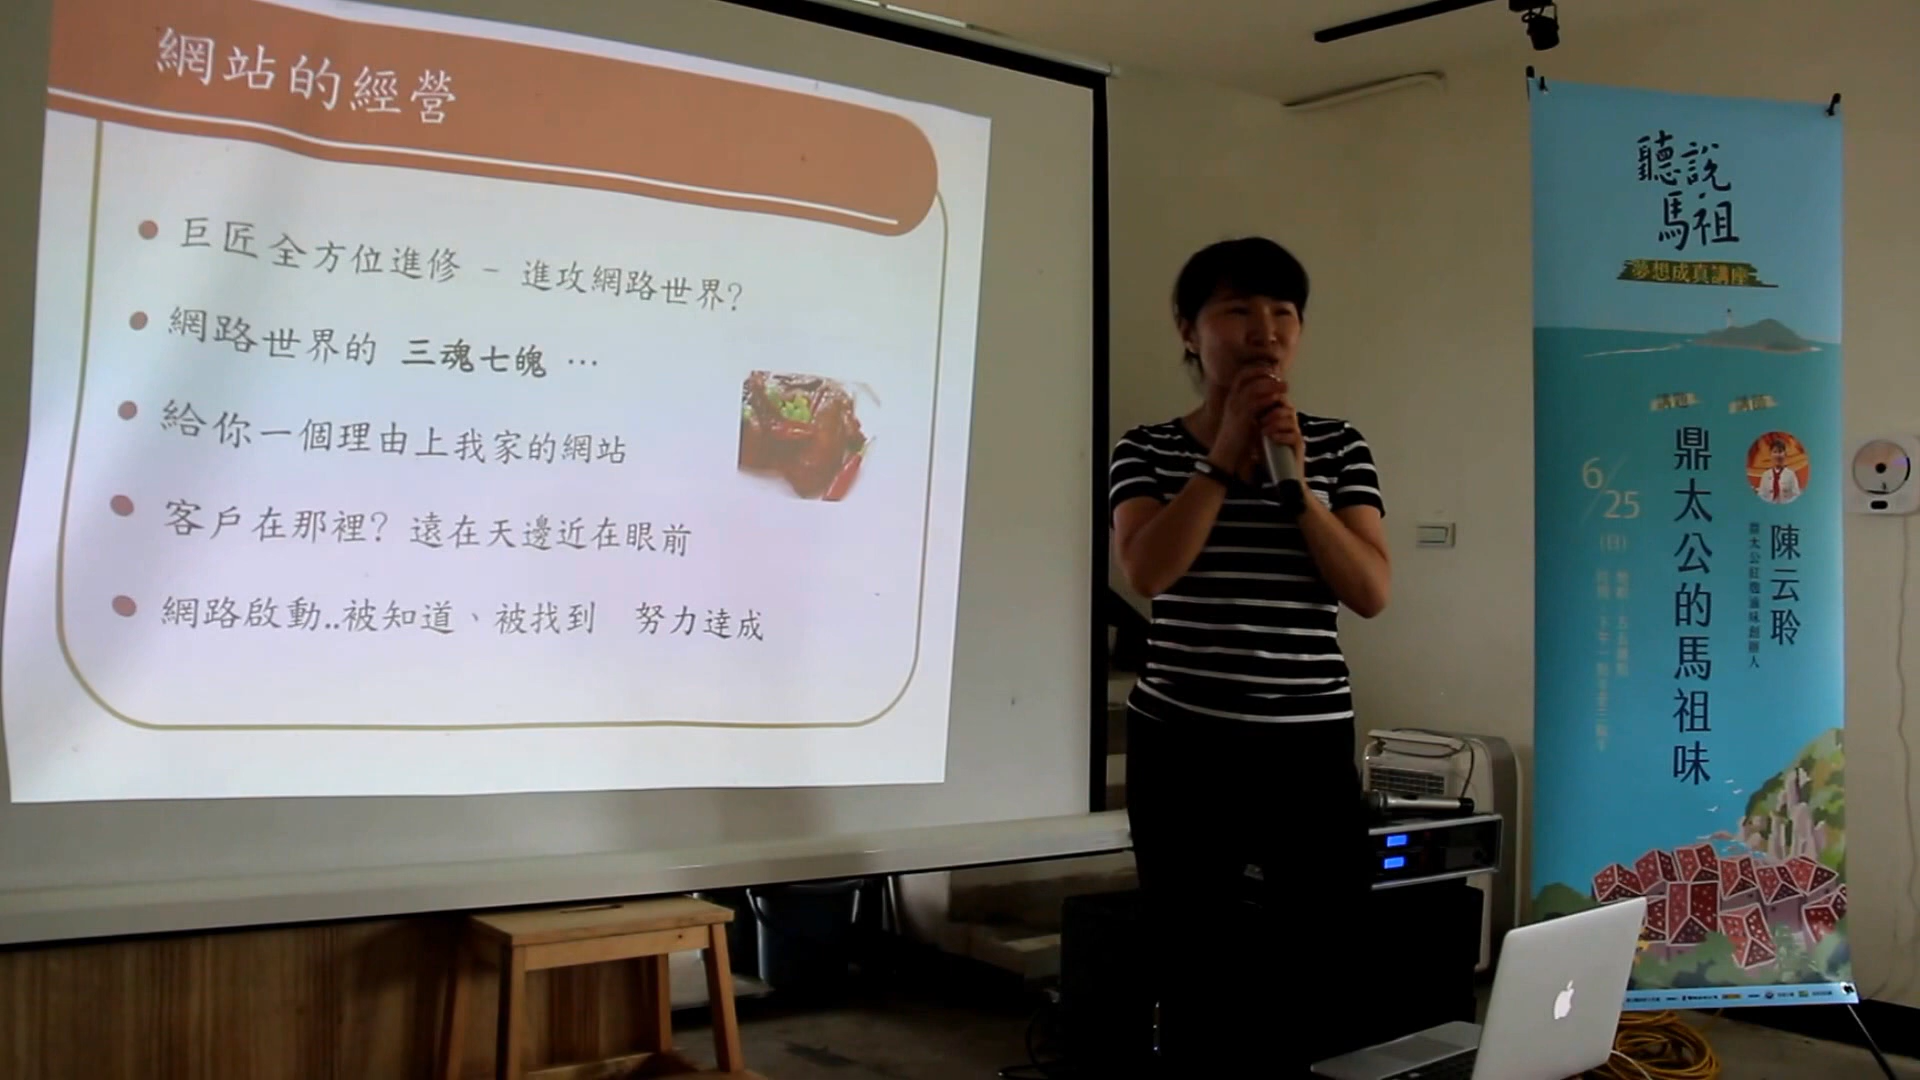 網站的經營
巨匠全方位進修 – 進攻網路世界?
網路世界的 三魂七魄 …
給你一個理由上我家的網站
客戶在那裡? 遠在天邊近在眼前
網路啟動..被知道、被找到 努力達成
聽說馬祖
夢想成真講座
6/25
(日)
鼎太公的馬祖味
陳云聆